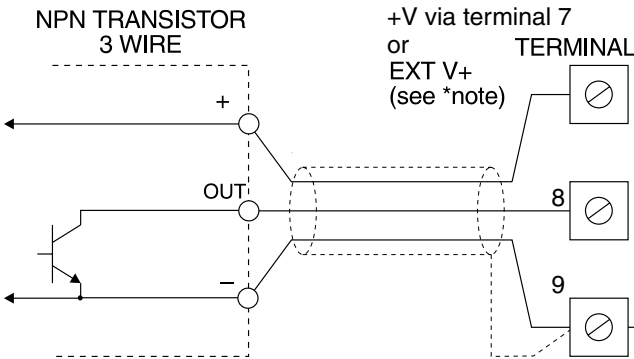 NPN TRANSISTOR
3 WIRE
+V via terminal 7
or
EXT V+
(see *note)
TERMINAL
+
OUT
8
−
9